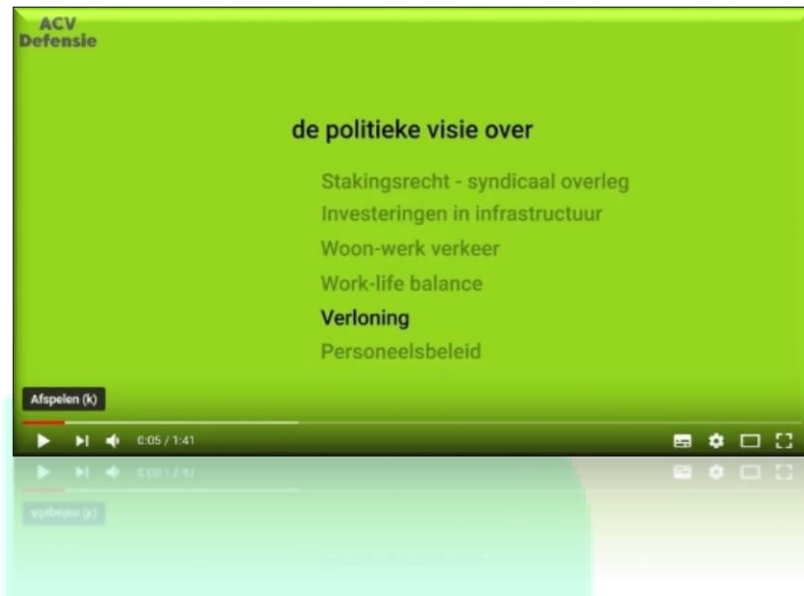 ACV
Defensie
de politieke visie over
Stakingsrecht - syndicaal overleg
Investeringen in infrastructuur
Woon-werk verkeer
Work-life balance
Verloning
Personeelsbeleid
Afspelen (k)
0:05 / 1:41